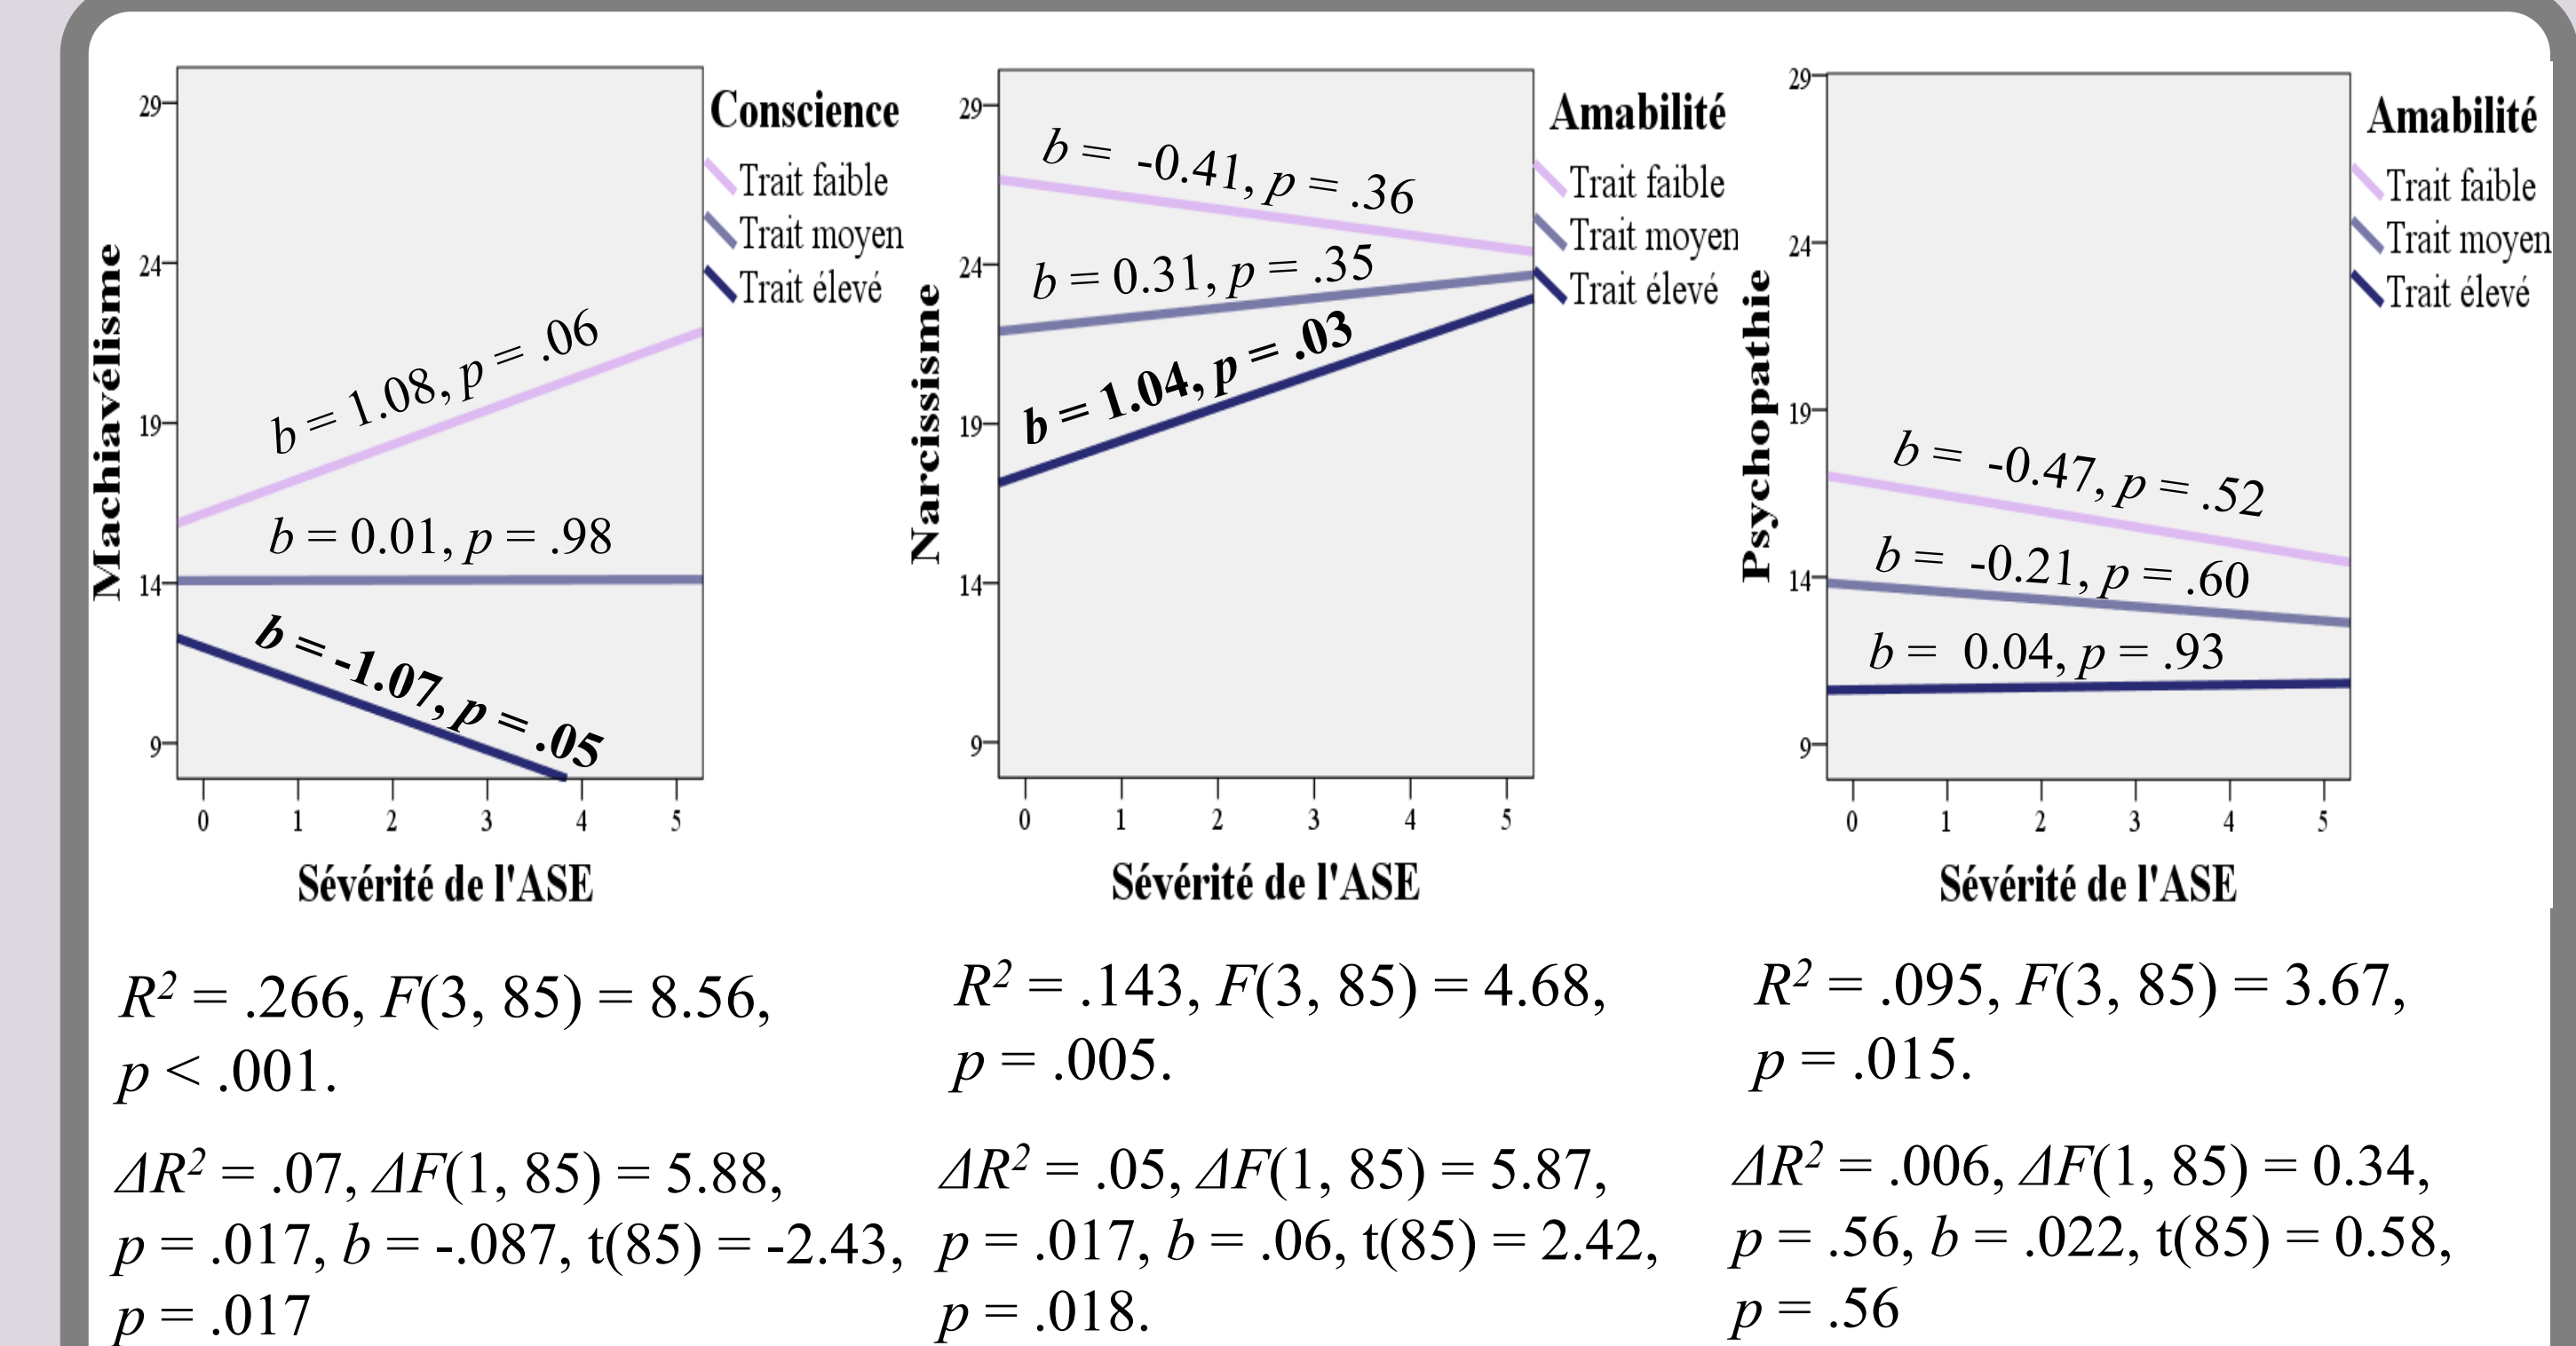 Machiavélisme
29
24
19
14
9
b = 1.08, p = .06
b = 0.01, p = .98
b = -1.07, p = .05
0 1 2 3 4 5
Sévérité de l'ASE
Conscience
Trait faible
Trait moyen
Trait élevé
R² = .266, F(3, 85) = 8.56,
p < .001.
ΔR² = .07, ΔF(1, 85) = 5.88,
p = .017, b = -.087, t(85) = -2.43,
p = .017
Narcissisme
29
24
19
14
9
b = -0.41, p = .36
b = 0.31, p = .35
b = 1.04, p = .03
0 1 2 3 4 5
Sévérité de l'ASE
Amabilité
Trait faible
Trait moyen
Trait élevé
R² = .143, F(3, 85) = 4.68,
p = .005.
ΔR² = .05, ΔF(1, 85) = 5.87,
p = .017, b = .06, t(85) = 2.42,
p = .018.
Psychopathie
29
24
19
14
9
b = -0.47, p = .52
b = -0.21, p = .60
b = 0.04, p = .93
0 1 2 3 4 5
Sévérité de l'ASE
Amabilité
Trait faible
Trait moyen
Trait élevé
R² = .095, F(3, 85) = 3.67,
p = .015.
ΔR² = .006, ΔF(1, 85) = 0.34,
p = .56, b = .022, t(85) = 0.58,
p = .56